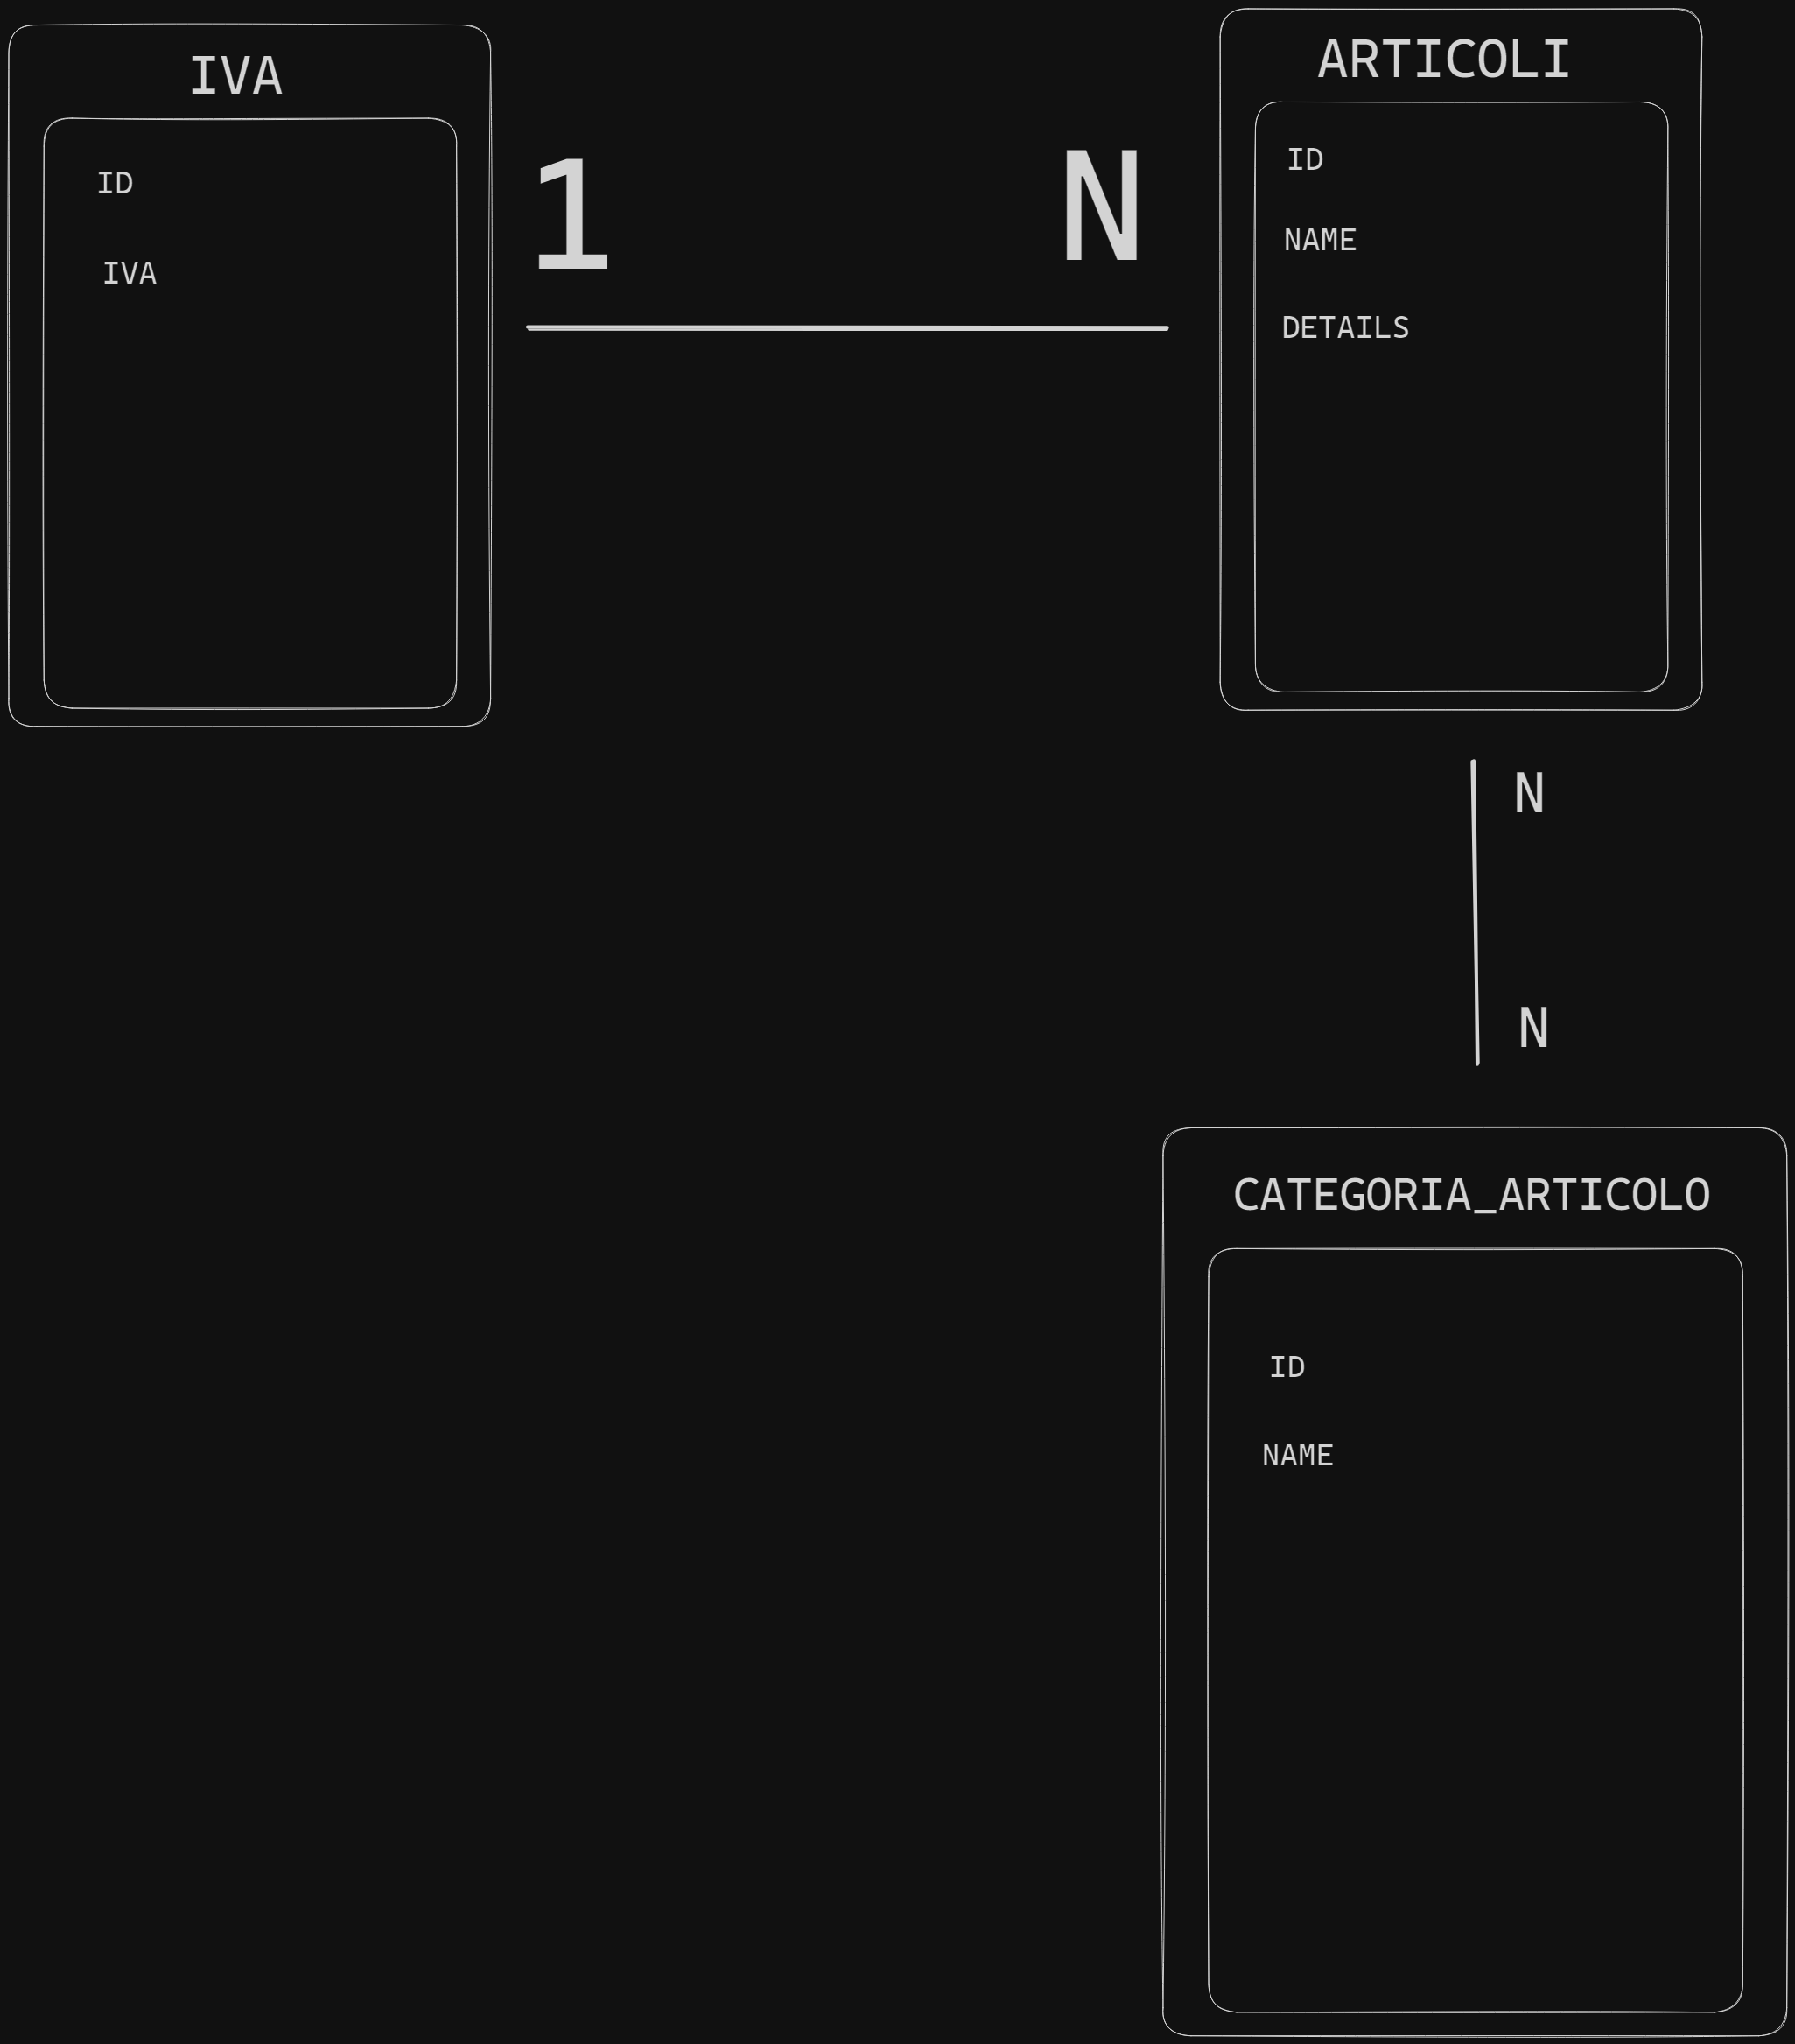 IVA
ID
IVA
1
N
ARTICOLI
ID
NAME
DETAILS
N
N
CATEGORIA_ARTICOLO
ID
NAME